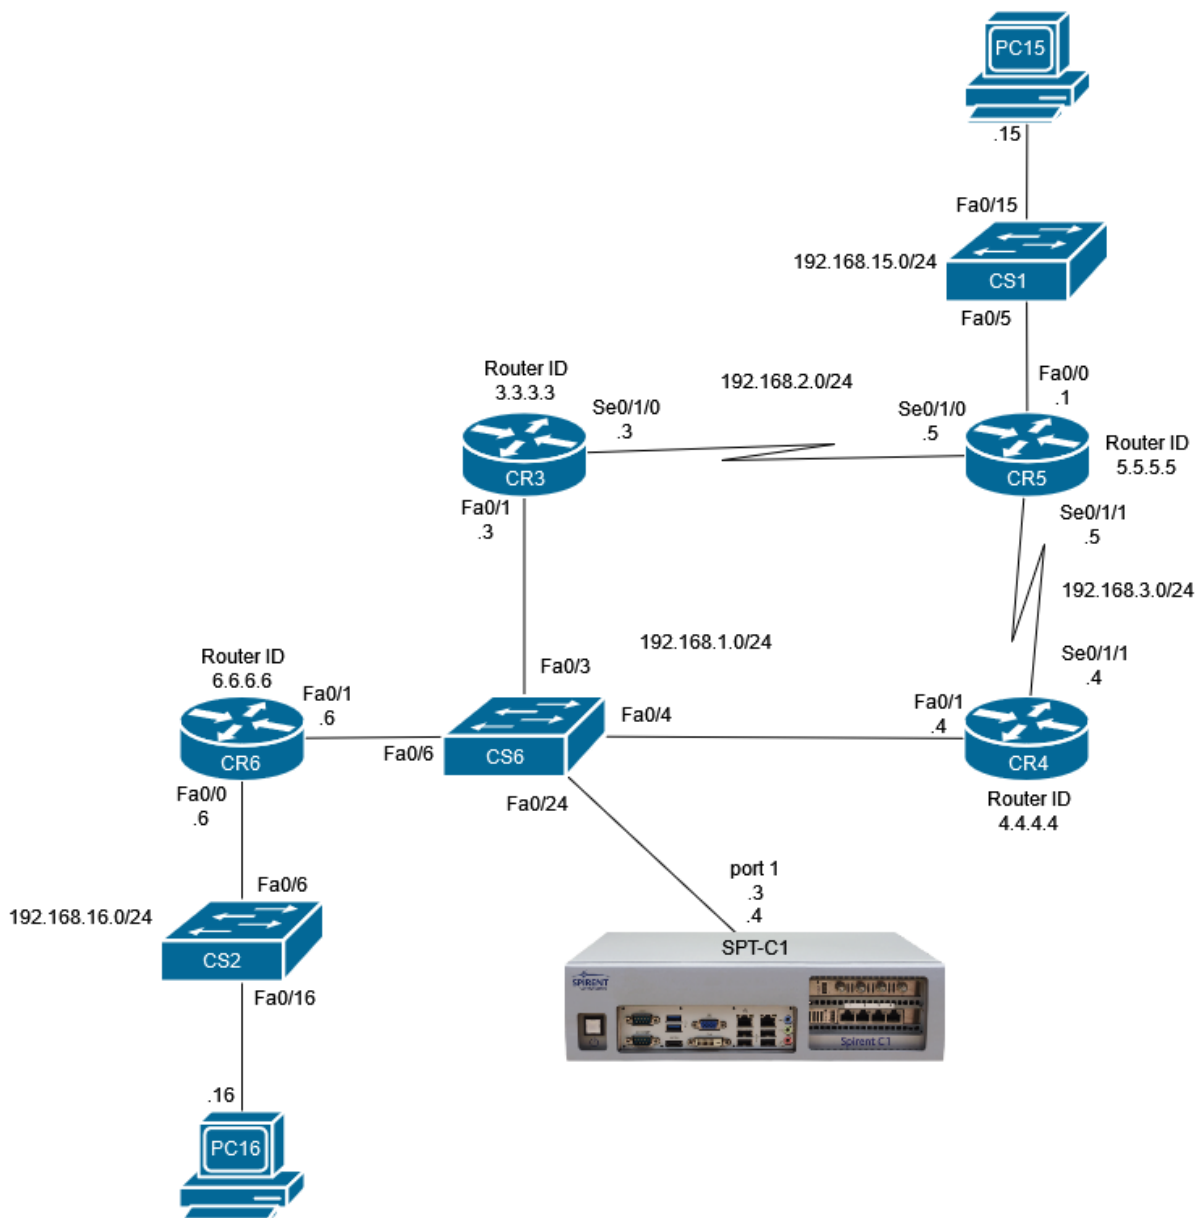 PC15
.15
Fa0/15
192.168.15.0/24
CS1
Fa0/5
Router ID
3.3.3.3
192.168.2.0/24
Fa0/0
.1
Se0/1/0
.3
Se0/1/0
.5
CR3
CR5
Router ID
5.5.5.5
Fa0/1
.3
Se0/1/1
.5
192.168.3.0/24
192.168.1.0/24
Router ID
6.6.6.6
Fa0/3
Se0/1/1
.4
Fa0/1
.6
Fa0/4
Fa0/1
.4
CR6
Fa0/6
CS6
CR4
Fa0/0
.6
Fa0/24
Router ID
4.4.4.4
port 1
.3
.4
Fa0/6
192.168.16.0/24
CS2
SPT-C1
SPIRENT
Fa0/16
Spirent C1
.16
PC16